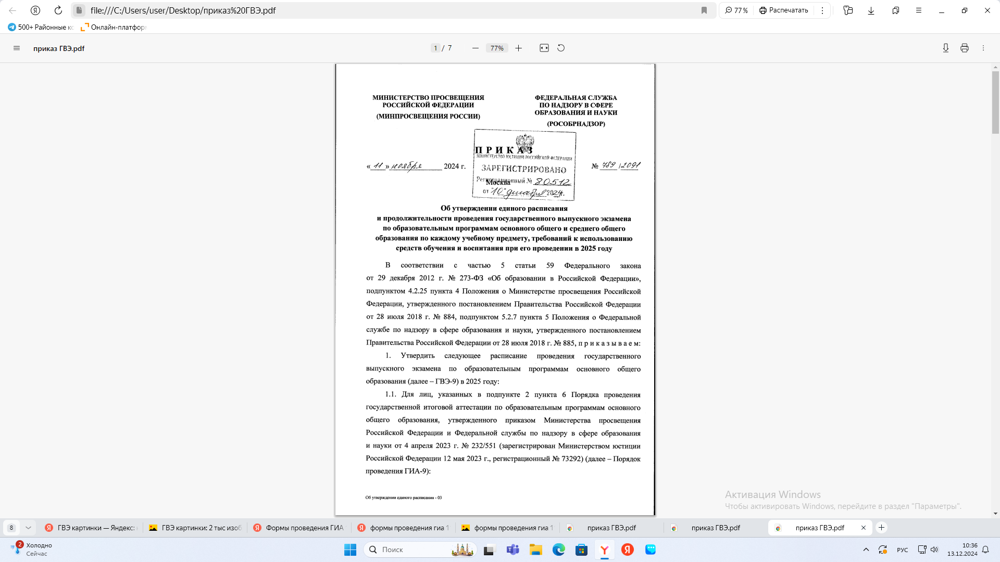 file:///C:/Users/user/Desktop/приказ%20ГВЭ.pdf
77 %
Распечатать
500+ Районные
Онлайн-платфор
приказ ГВЭ.pdf
1 / 7
77%
МИНИСТЕРСТВО ПРОСВЕЩЕНИЯ
РОССИЙСКОЙ ФЕДЕРАЦИИ
(МИНПРОСВЕЩЕНИЯ РОССИИ)
ФЕДЕРАЛЬНАЯ СЛУЖБА
ПО НАДЗОРУ В СФЕРЕ
ОБРАЗОВАНИЯ И НАУКИ
(РОСОБРНАДЗОР)
ПРИКАЗ
МИНИСТЕРСТВО ЮСТИЦИИ РОССИЙСКОЙ ФЕДЕРАЦИИ
ЗАРЕГИСТРИРОВАНО
Регистрационный № 80512
Москва
от "10" декабря 2024г.
« 11 » ноября 2024 г.
№ 789 / 2091
Об утверждении единого расписания
и продолжительности проведения государственного выпускного экзамена
по образовательным программам основного общего и среднего общего
образования по каждому учебному предмету, требований к использованию
средств обучения и воспитания при его проведении в 2025 году
В соответствии с частью 5 статьи 59 Федерального закона
от 29 декабря 2012 г. № 273-ФЗ «Об образовании в Российской Федерации»,
подпунктом 4.2.25 пункта 4 Положения о Министерстве просвещения Российской
Федерации, утвержденного постановлением Правительства Российской Федерации
от 28 июля 2018 г. № 884, подпунктом 5.2.7 пункта 5 Положения о Федеральной
службе по надзору в сфере образования и науки, утвержденного постановлением
Правительства Российской Федерации от 28 июля 2018 г. № 885, п р и к а з ы в а е м:
1. Утвердить следующее расписание проведения государственного
выпускного экзамена по образовательным программам основного общего
образования (далее – ГВЭ-9) в 2025 году:
1.1. Для лиц, указанных в подпункте 2 пункта 6 Порядка проведения
государственной итоговой аттестации по образовательным программам основного
общего образования, утвержденного приказом Министерства просвещения
Российской Федерации и Федеральной службы по надзору в сфере образования
и науки от 4 апреля 2023 г. № 232/551 (зарегистрирован Министерством юстиции
Российской Федерации 12 мая 2023 г., регистрационный № 73292) (далее – Порядок
проведения ГИА-9):
Об утверждении единого расписания - 03
Активация Windows
Чтобы активировать Windows, перейдите в раздел "Параметры".
8
ГВЭ картинки — Яндекс:
ГВЭ картинки: 2 тыс изоб
Формы проведения ГИА
формы проведения гиа 1
формы проведения гиа 1
приказ ГВЭ.pdf
приказ ГВЭ.pdf
приказ ГВЭ.pdf
2
Холодно
Сейчас
Поиск
РУС
10:36
13.12.2024